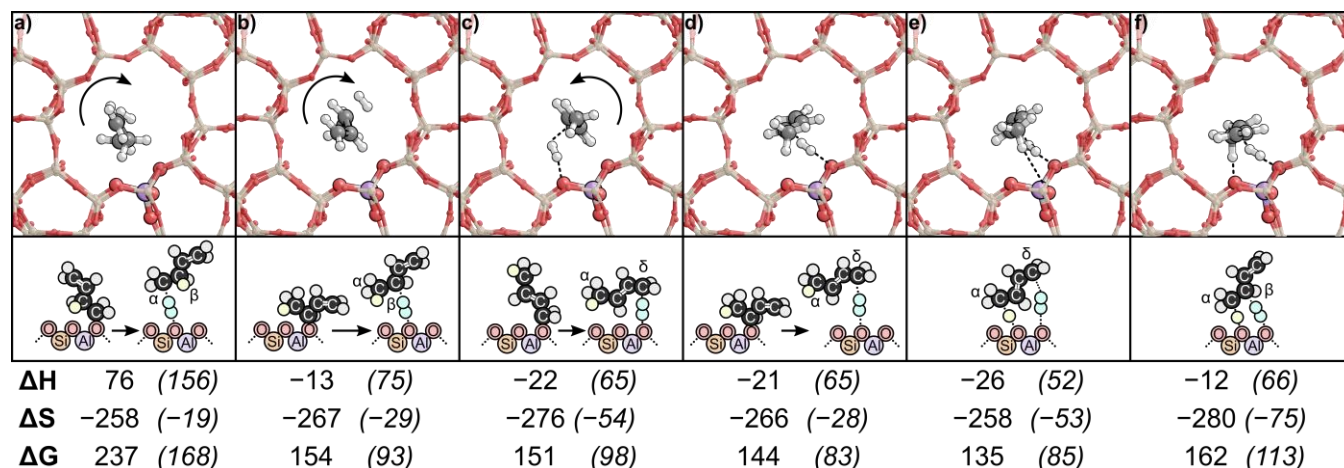 a) b) c) d) e) f)
α β C C C C C C C C O O O O O O Si Al Si Al
α β C C C C C C C C O O O O O O Si Al Si Al
α δ C C C C C C C C O O O O O O Si Al Si Al
α δ C C C C C C C C O O O O O O Si Al Si Al
α δ C C C C O O O Si Al
α β C C C C O O O Si Al
ΔH 76 (156) −13 (75) −22 (65) −21 (65) −26 (52) −12 (66)
ΔS −258 (−19) −267 (−29) −276 (−54) −266 (−28) −258 (−53) −280 (−75)
ΔG 237 (168) 154 (93) 151 (98) 144 (83) 135 (85) 162 (113)